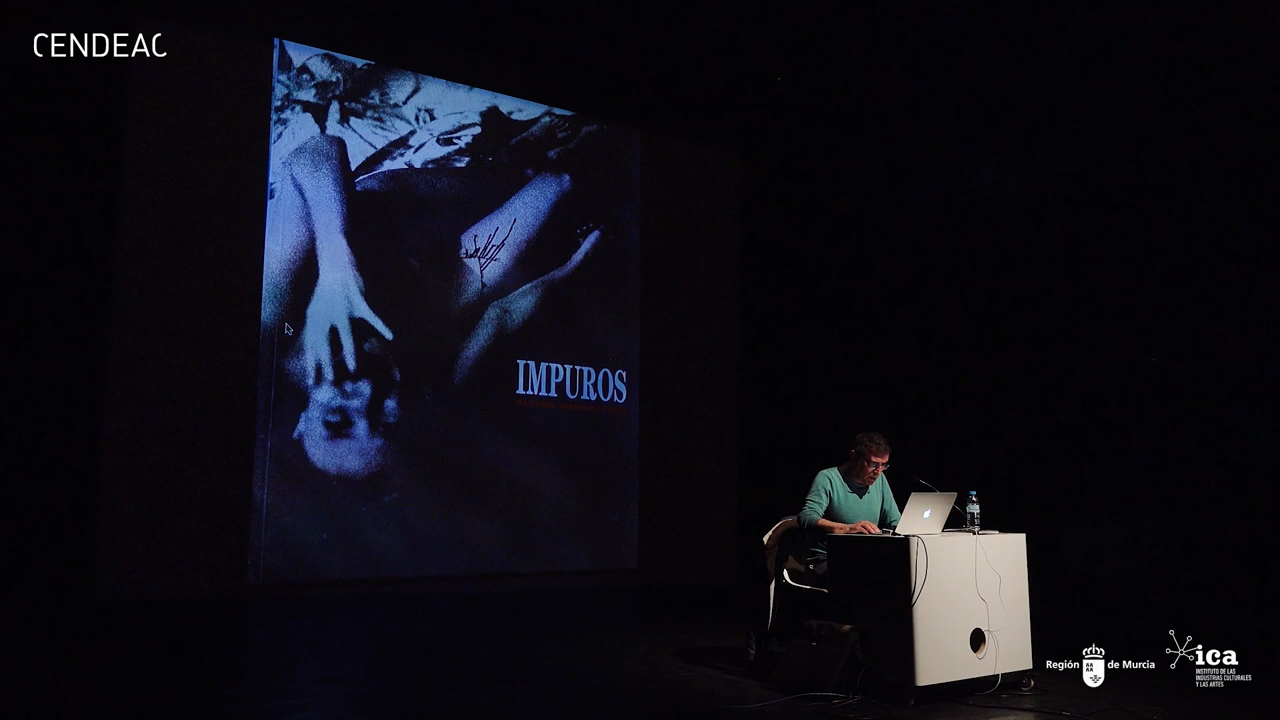 CENDEAC
IMPUROS
Región de Murcia
ica
INSTITUTO DE LAS
INDUSTRIAS CULTURALES
Y LAS ARTES